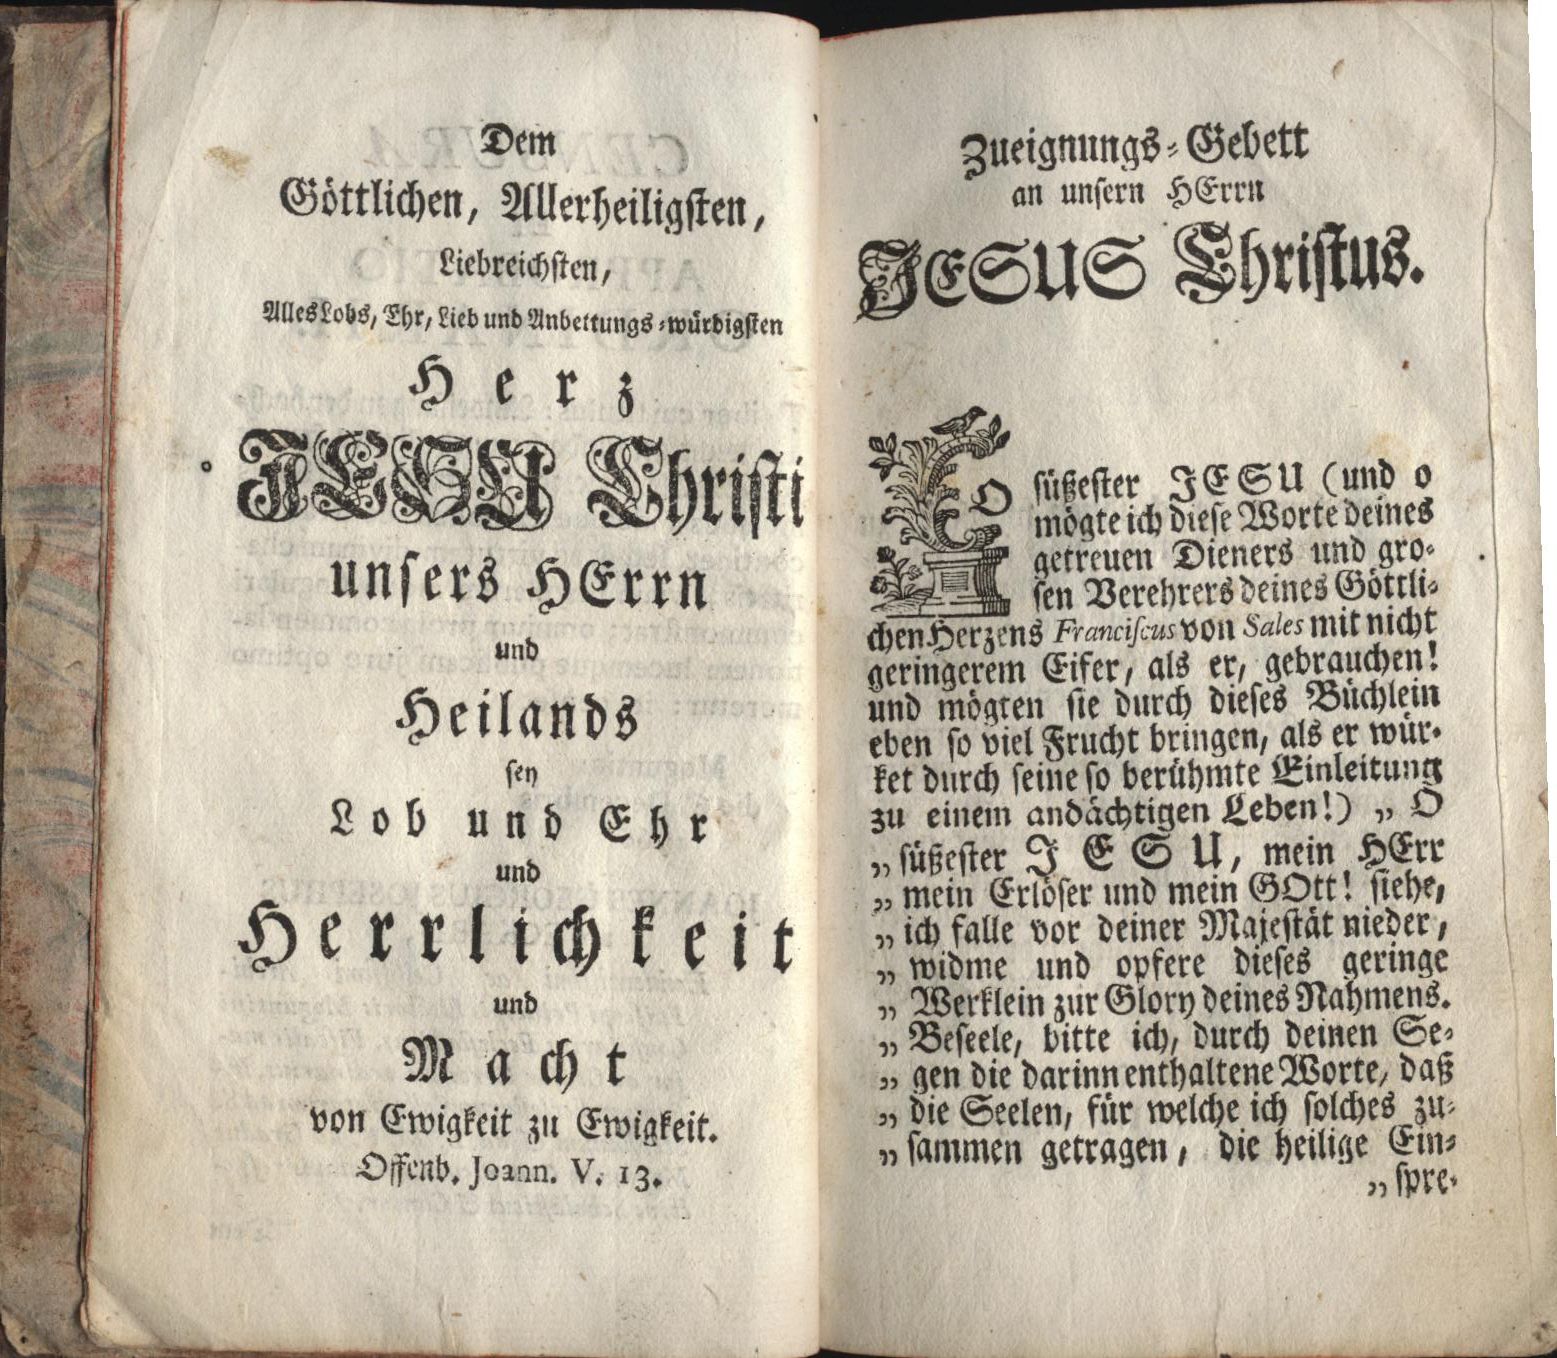 Dem
Göttlichen, Allerheiligsten,
Liebreichsten,
Alles Lobs, Ehr, Lieb und Anbettungs-würdigsten
Herz
JESU Christi
unsers HErrn
und
Heilands
sey
Lob und Ehr
und
Herrlichkeit
und
Macht
von Ewigkeit zu Ewigkeit.
Offenb. Joann. V. 13.
Zueignungs-Gebett
an unsern HErrn
JESUS Christus.
O süßester JESU (und o
mögte ich diese Worte deines
getreuen Dieners und gro-
sen Verehrers deines Göttli-
chen Herzens Franciscus von Sales mit nicht
geringerem Eifer, als er, gebrauchen!
und mögten sie durch dieses Büchlein
eben so viel Frucht bringen, als er wür-
ket durch seine so berühmte Einleitung
zu einem andächtigen Leben!) „ O
„ süßester JESU, mein HErr
„ mein Erlöser und mein GOtt! siehe,
„ ich falle vor deiner Majestät nieder,
„ widme und opfere dieses geringe
„ Werklein zur Glory deines Nahmens.
„ Beseele, bitte ich, durch deinen Se-
„ gen die darinn enthaltene Worte, daß
„ die Seelen, für welche ich solches zu-
„ sammen getragen, die heilige Ein-
„ spre-